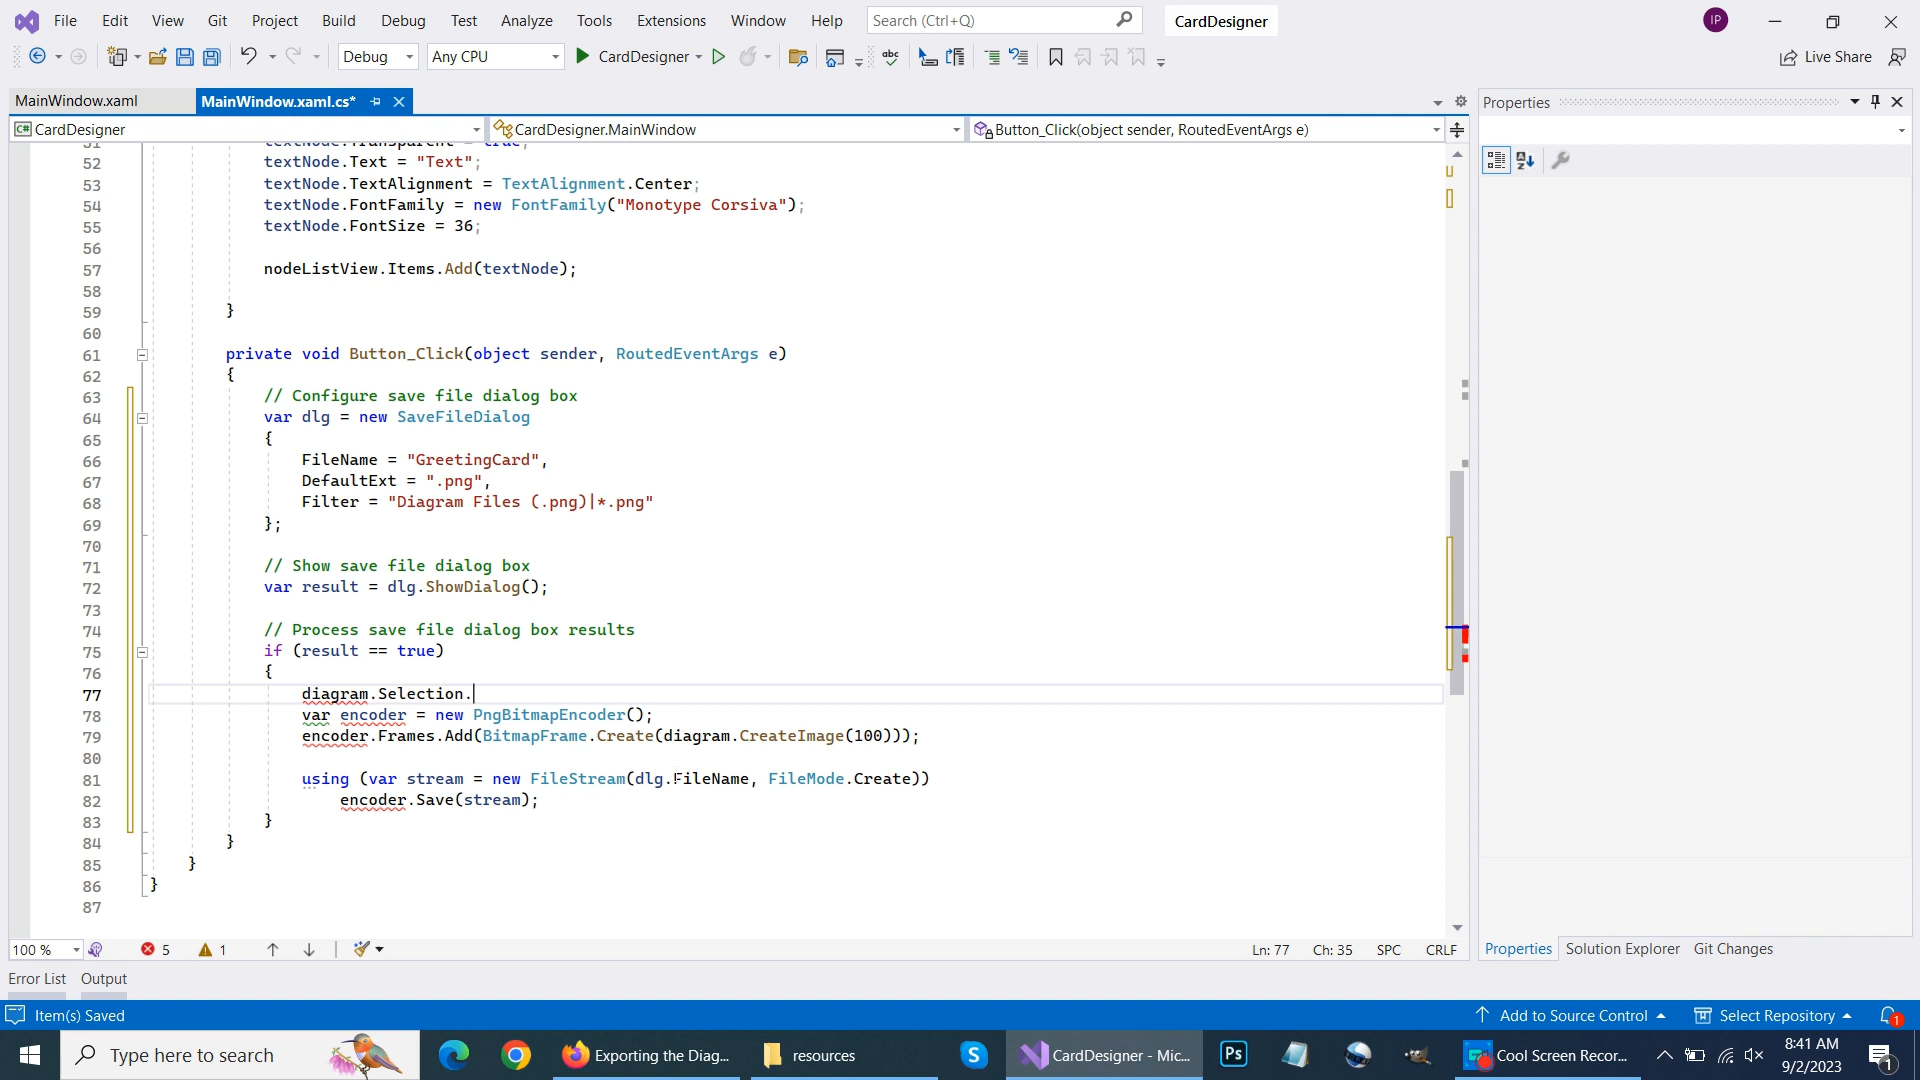 File Edit View Git Project Build Debug Test Analyze Tools Extensions Window Help Search (Ctrl+Q) CardDesigner IP
Debug Any CPU CardDesigner Live Share
MainWindow.xaml MainWindow.xaml.cs* Properties
CardDesigner CardDesigner.MainWindow Button_Click(object sender, RoutedEventArgs e)
51 textNode.Transparent = true;
52 textNode.Text = "Text";
53 textNode.TextAlignment = TextAlignment.Center;
54 textNode.FontFamily = new FontFamily("Monotype Corsiva");
55 textNode.FontSize = 36;
56
57 nodeListView.Items.Add(textNode);
58
59 }
60
61 private void Button_Click(object sender, RoutedEventArgs e)
62 {
63 // Configure save file dialog box
64 var dlg = new SaveFileDialog
65 {
66 FileName = "GreetingCard",
67 DefaultExt = ".png",
68 Filter = "Diagram Files (.png)|*.png"
69 };
70
71 // Show save file dialog box
72 var result = dlg.ShowDialog();
73
74 // Process save file dialog box results
75 if (result == true)
76 {
77 diagram.Selection.
78 var encoder = new PngBitmapEncoder();
79 encoder.Frames.Add(BitmapFrame.Create(diagram.CreateImage(100)));
80
81 using (var stream = new FileStream(dlg.FileName, FileMode.Create))
82 encoder.Save(stream);
83 }
84 }
85 }
86 }
87
100 % 5 1 Ln: 77 Ch: 35 SPC CRLF Properties Solution Explorer Git Changes
Error List Output
Item(s) Saved Add to Source Control Select Repository 1
Type here to search Exporting the Diag... resources CardDesigner - Mic... Ps Cool Screen Recor... 8:41 AM
9/2/2023 1